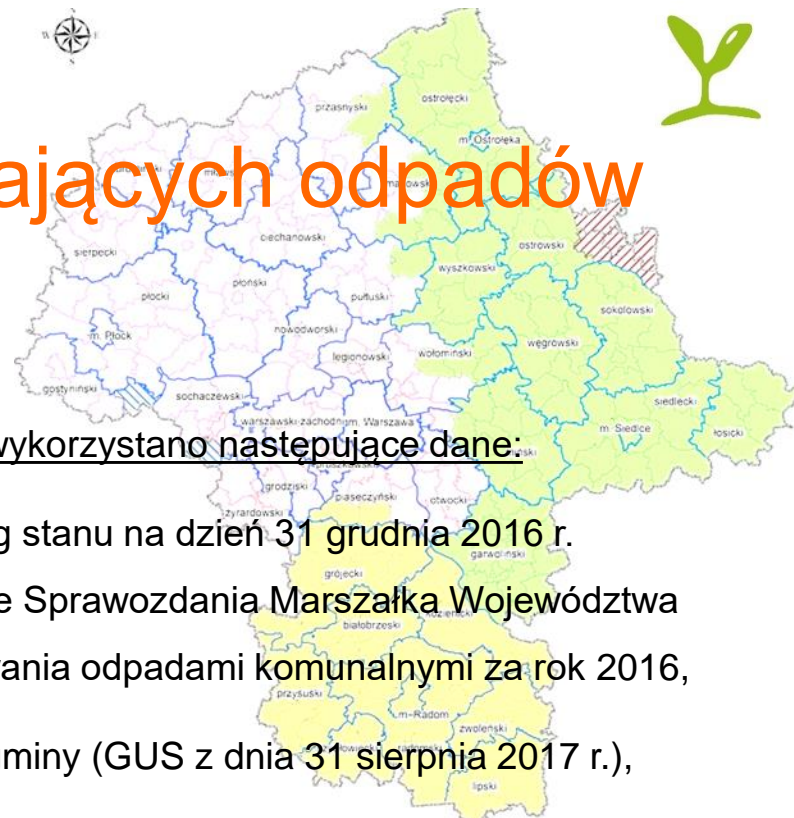 N
W E
ostrołęcki
przasnyski
m. Ostrołęka
ających odpadów
ciechanowski
sierpecki
ostrowski
wyszkowski
płoński
płocki
pułtuski
sokołowski
nowodworski
m. Płock
węgrowski
legionowski
wołomiński
gostyniński
sochaczewski
siedlecki
warszawski-zachodni m. Warszawa
m. Siedlce
łosicki
wykorzystano następujące dane:
grodziski
piaseczyński
otwocki
żyrardowski
g stanu na dzień 31 grudnia 2016 r.
garwoliński
grójecki
e Sprawozdania Marszałka Województwa
białobrzeski
wania odpadami komunalnymi za rok 2016,
przysuski
m-Radom
zwoleński
miny (GUS z dnia 31 sierpnia 2017 r.),
lipski